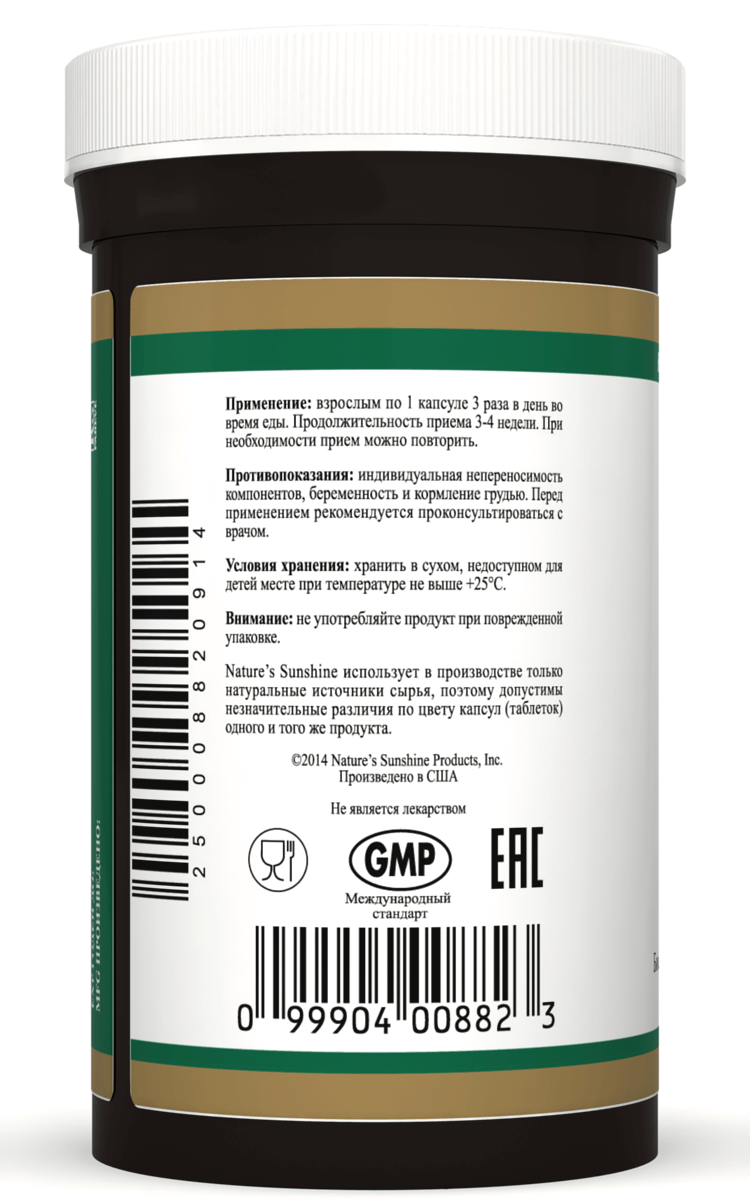 Применение: взрослым по 1 капсуле 3 раза в день во
время еды. Продолжительность приема 3-4 недели. При
необходимости прием можно повторить.
Противопоказания: индивидуальная непереносимость
компонентов, беременность и кормление грудью. Перед
применением рекомендуется проконсультироваться с
врачом.
Условия хранения: хранить в сухом, недоступном для
детей месте при температуре не выше +25°C.
Внимание: не употребляйте продукт при поврежденной
упаковке.
Nature's Sunshine использует в производстве только
натуральные источники сырья, поэтому допустимы
незначительные различия по цвету капсул (таблеток)
одного и того же продукта.
©2014 Nature's Sunshine Products, Inc.
Произведено в США
Не является лекарством
GMP
EAC
Международный
стандарт
0 99904 00882 3
250008820914
MFG ПРОИЗВЕДЕНО: